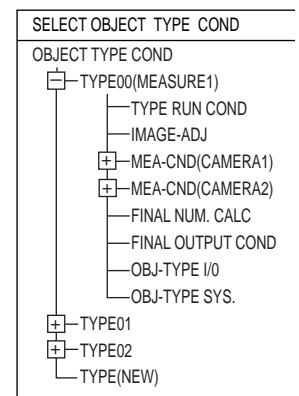 SELECT OBJECT TYPE COND
OBJECT TYPE COND
TYPE00(MEASURE1)
TYPE RUN COND
IMAGE-ADJ
MEA-CND(CAMERA1)
MEA-CND(CAMERA2)
FINAL NUM. CALC
FINAL OUTPUT COND
OBJ-TYPE I/0
OBJ-TYPE SYS.
TYPE01
TYPE02
TYPE(NEW)